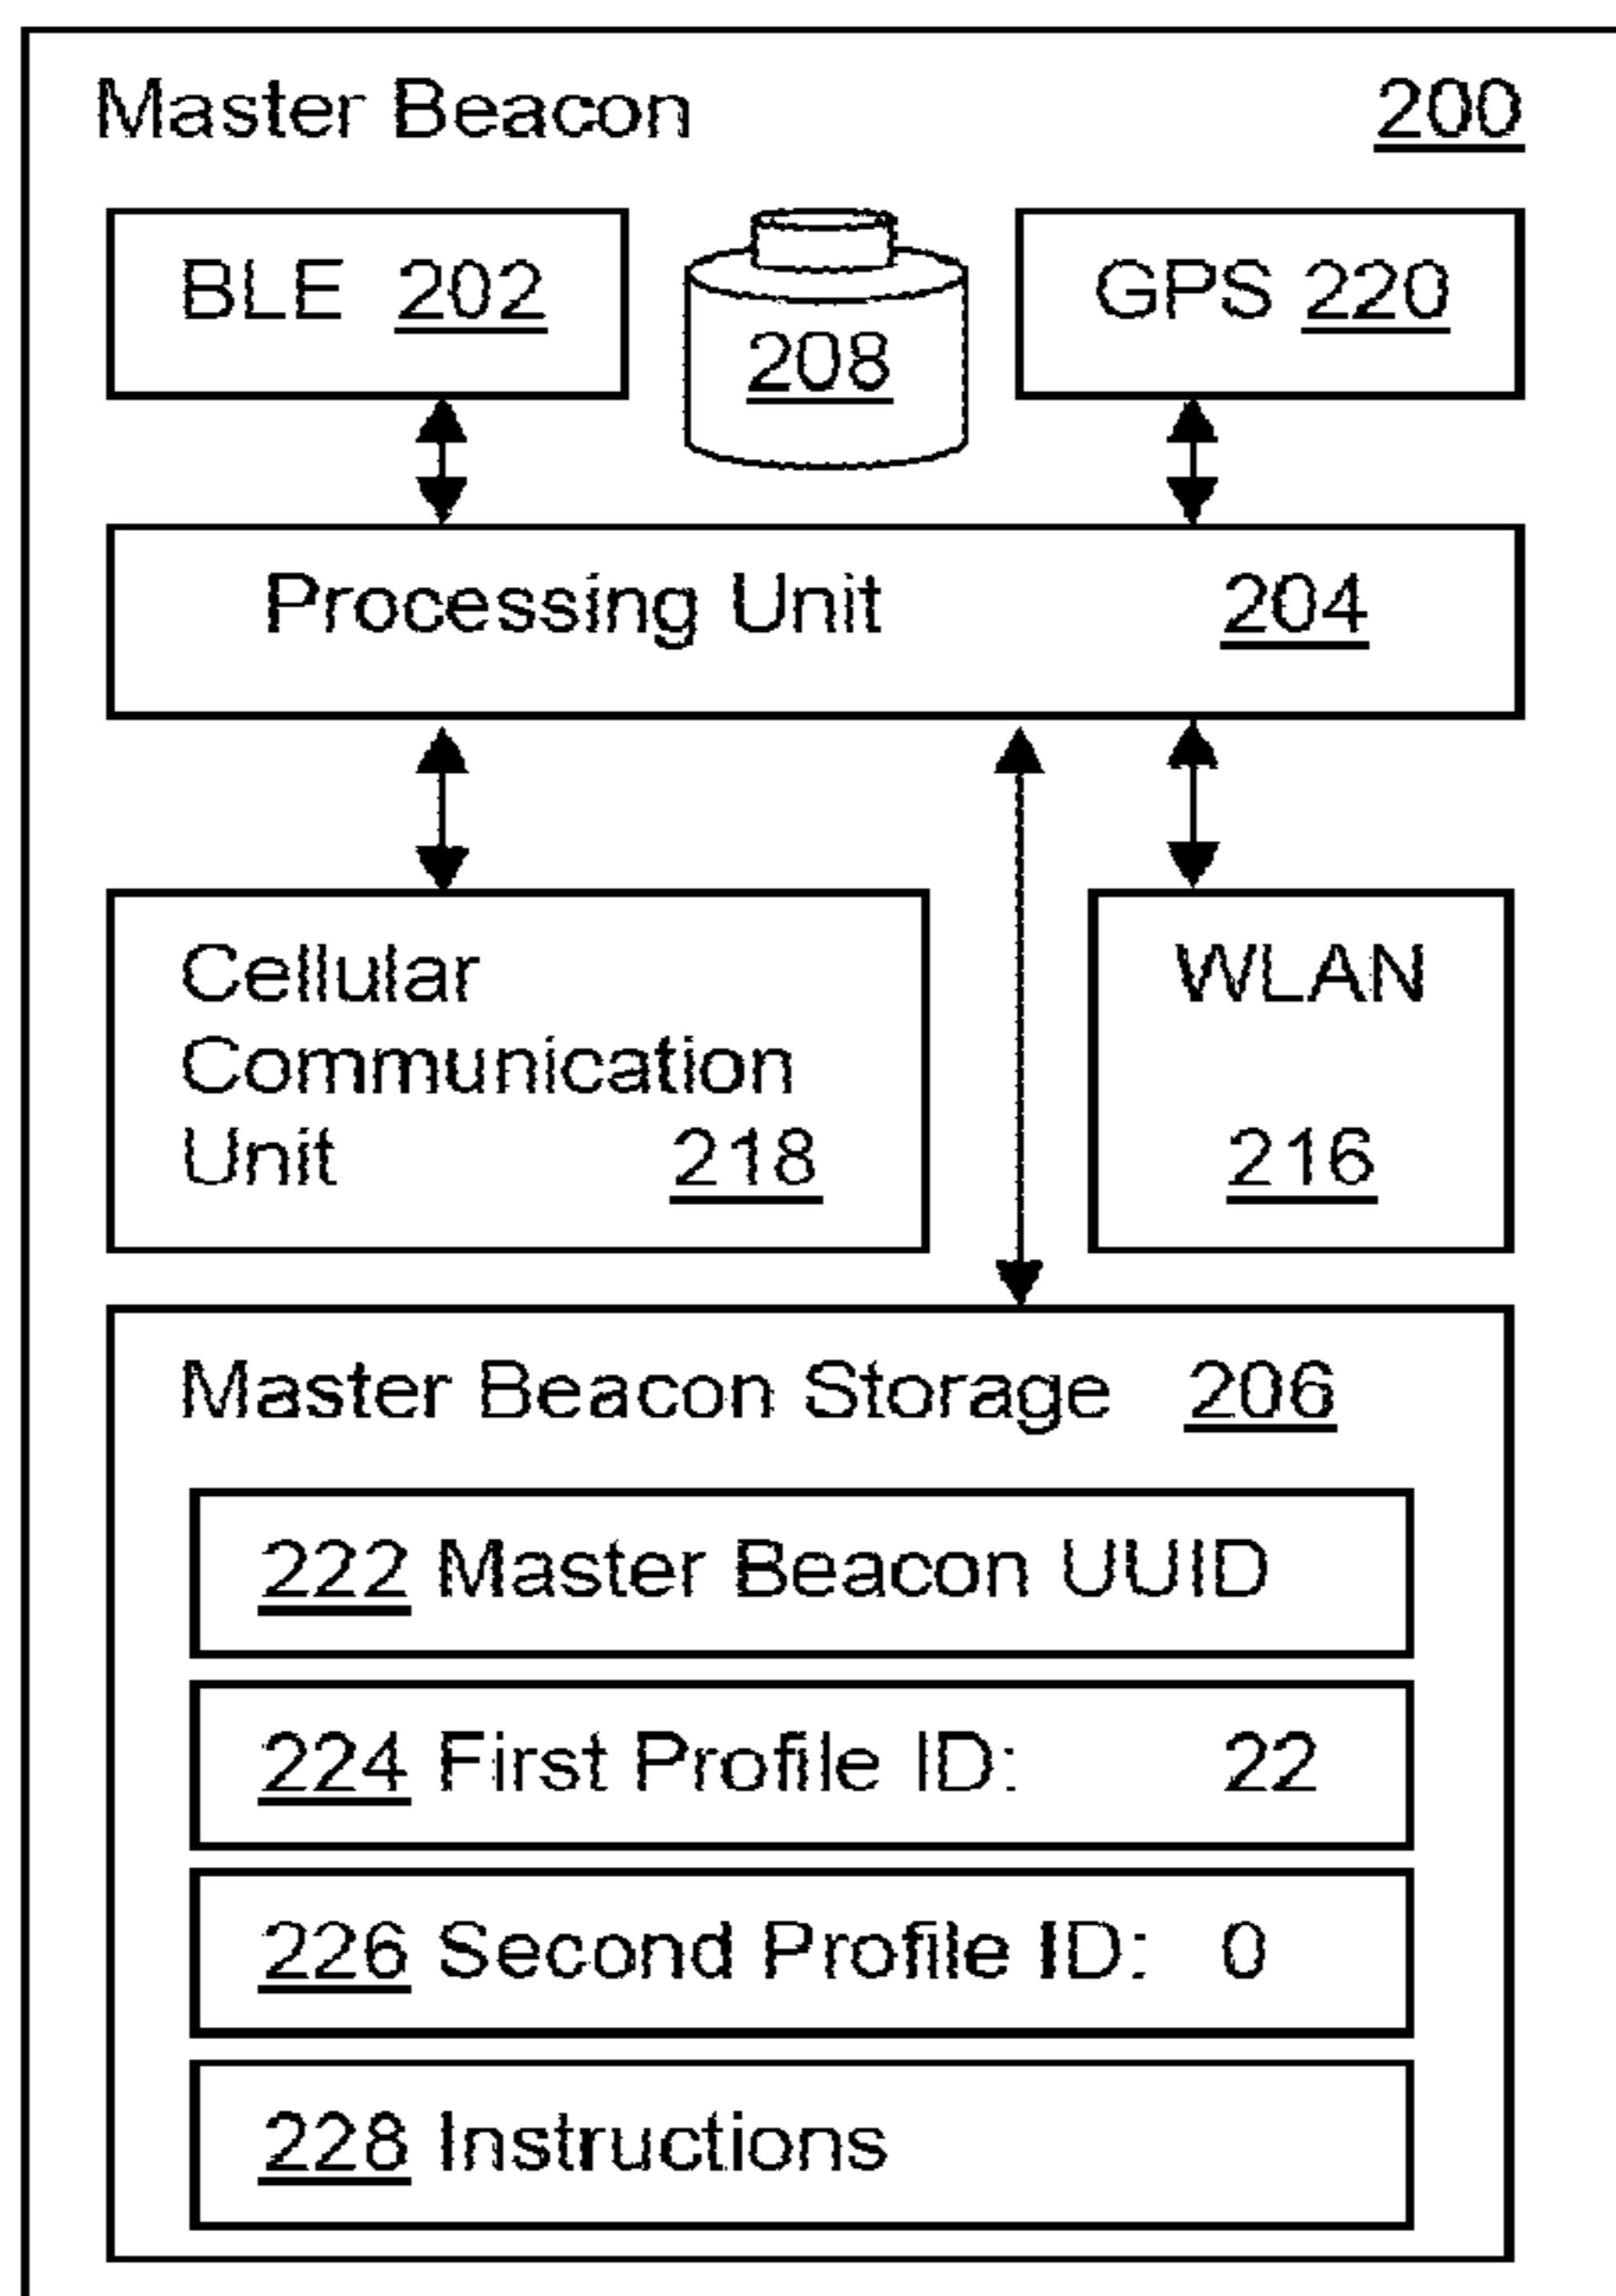 Master Beacon 200
BLE 202
208
GPS 220
Processing Unit 204
Cellular
Communication
Unit 218
WLAN
216
Master Beacon Storage 206
222 Master Beacon UUID
224 First Profile ID: 22
226 Second Profile ID: 0
228 Instructions